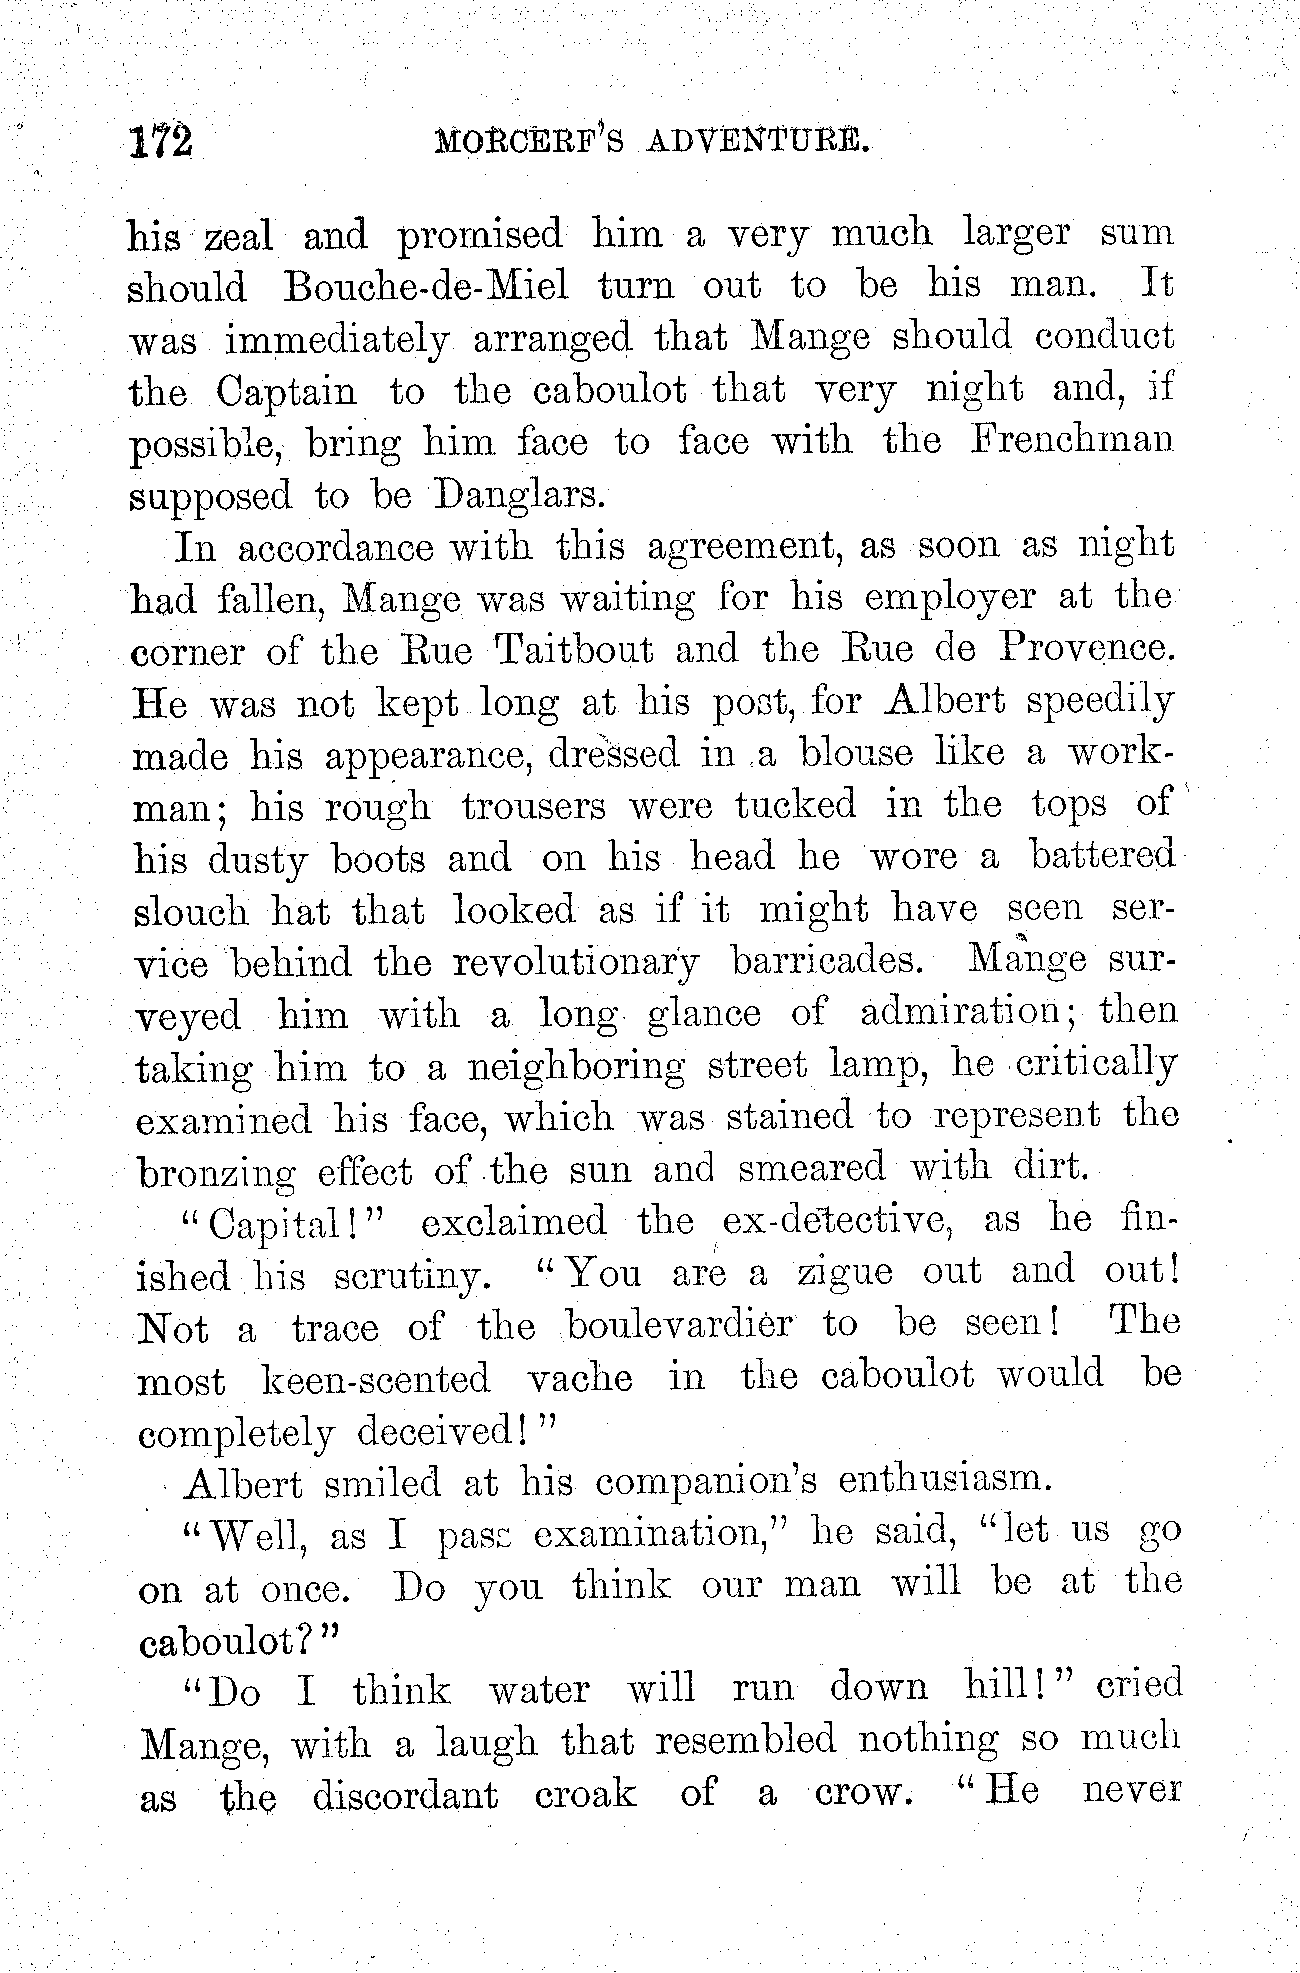 172 MORCERF'S ADVENTURE.
his zeal and promised him a very much larger sum
should Bouche-de-Miel turn out to be his man. It
was immediately arranged that Mange should conduct
the Captain to the caboulot that very night and, if
possible, bring him face to face with the Frenchman
supposed to be Danglars.
In accordance with this agreement, as soon as night
had fallen, Mange was waiting for his employer at the
corner of the Rue Taitbout and the Rue de Provence.
He was not kept long at his post, for Albert speedily
made his appearance, dressed in a blouse like a work-
man; his rough trousers were tucked in the tops of
his dusty boots and on his head he wore a battered
slouch hat that looked as if it might have seen ser-
vice behind the revolutionary barricades. Mange sur-
veyed him with a long glance of admiration; then
taking him to a neighboring street lamp, he critically
examined his face, which was stained to represent the
bronzing effect of the sun and smeared with dirt.
"Capital!" exclaimed the ex-detective, as he fin-
ished his scrutiny. "You are a zigue out and out!
Not a trace of the boulevardier to be seen! The
most keen-scented vache in the caboulot would be
completely deceived!"
Albert smiled at his companion's enthusiasm.
"Well, as I pass examination," he said, "let us go
on at once. Do you think our man will be at the
caboulot?"
"Do I think water will run down hill!" cried
Mange, with a laugh that resembled nothing so much
as the discordant croak of a crow. "He never